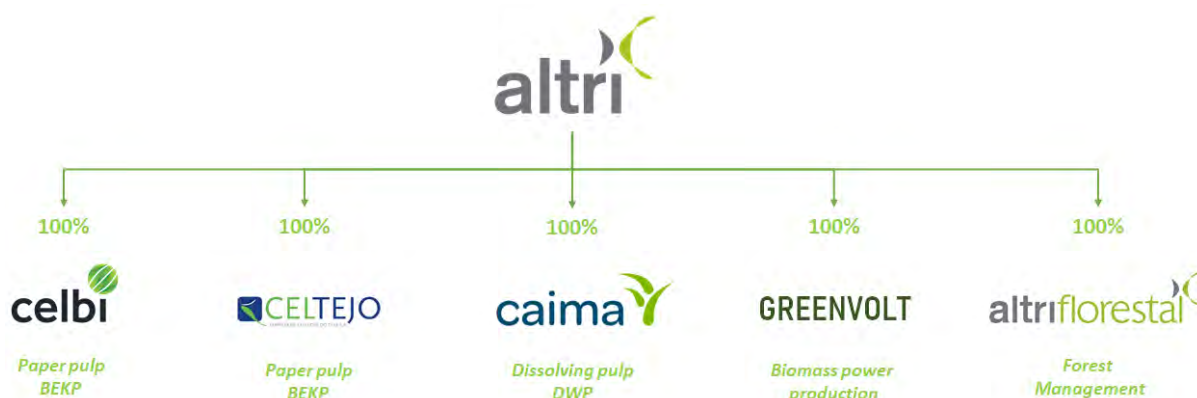 altri
100% 100% 100% 100% 100%
celbi CELTEJO caima GREENVOLT altriflorestal
Paper pulp Paper pulp Dissolving pulp Biomass power Forest
BEKP BEKP DWP production Management